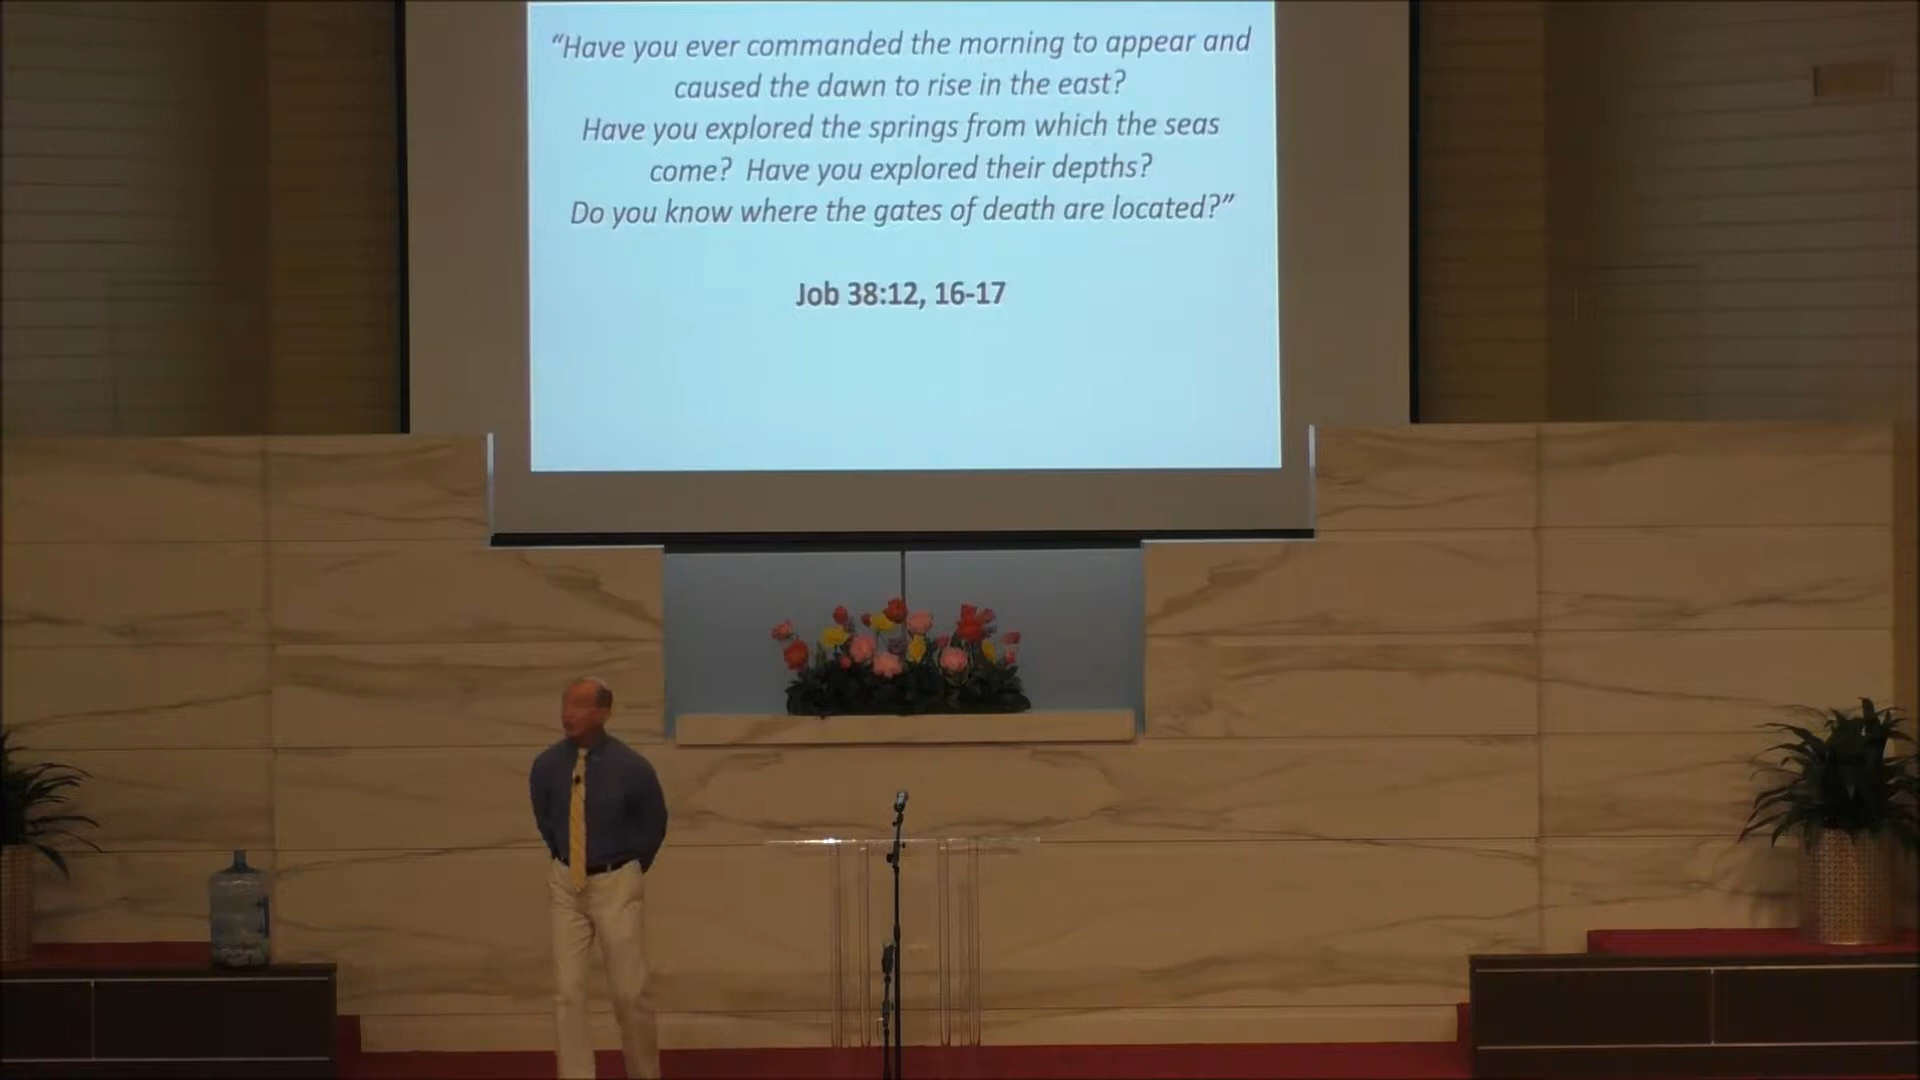 “Have you ever commanded the morning to appear and
caused the dawn to rise in the east?
Have you explored the springs from which the seas
come?  Have you explored their depths?
Do you know where the gates of death are located?”
Job 38:12, 16-17